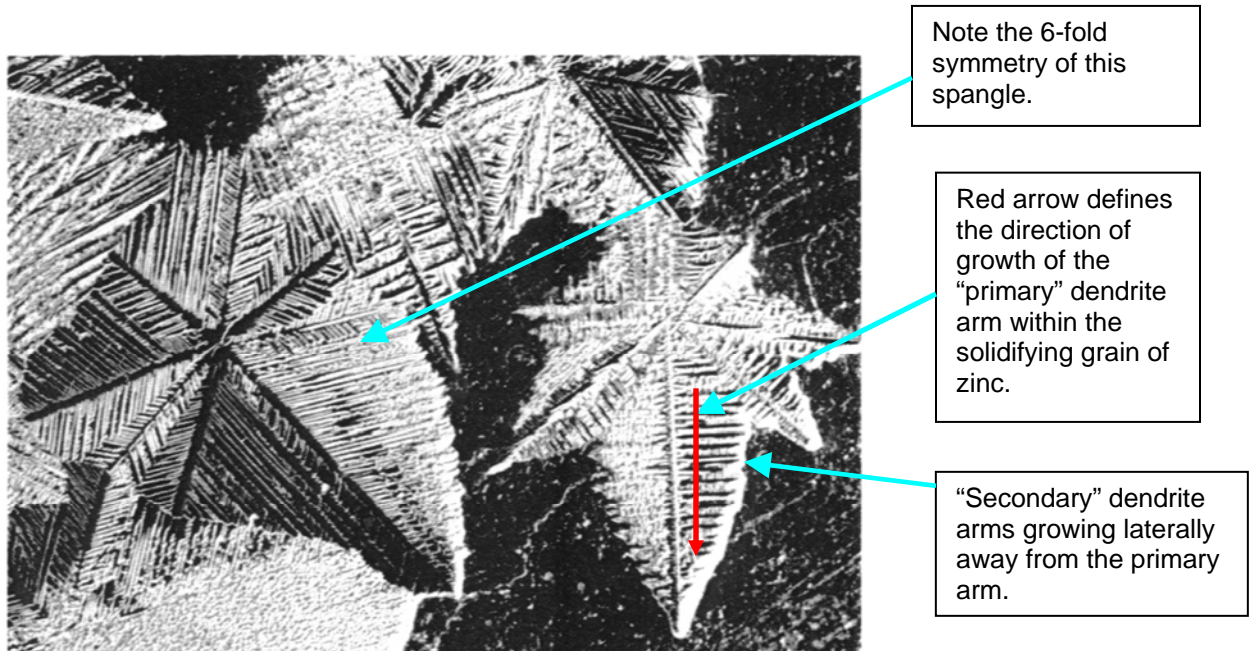 Note the 6-fold
symmetry of this
spangle.
Red arrow defines
the direction of
growth of the
“primary” dendrite
arm within the
solidifying grain of
zinc.
“Secondary” dendrite
arms growing laterally
away from the primary
arm.